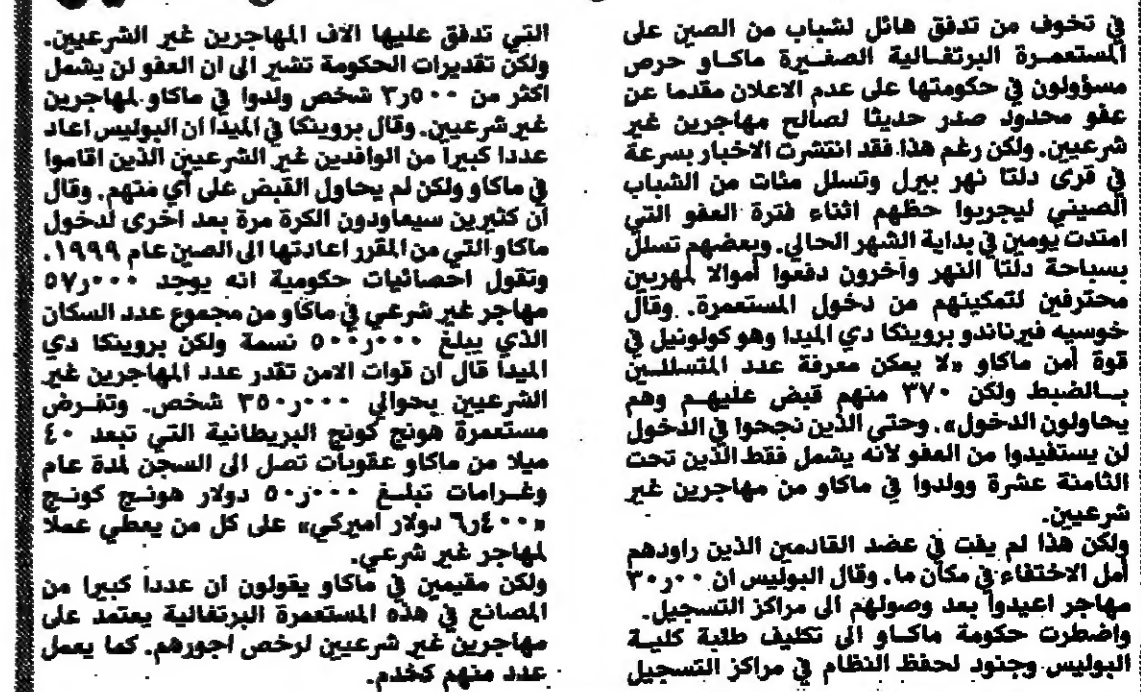 في تخوف من تدفق هائل لشباب من الصين على
المستعمرة البرتغالية الصغيرة ماكاو حرص
مسؤولون في حكومتها على عدم الاعلان مقدما عن
عفو محدود صدر حديثا لصالح مهاجرين غير
شرعيين. ولكن رغم هذا فقد انتشرت الاخبار بسرعة
في قرى دلتا نهر بيرل وتسلل مئات من الشباب
الصيني ليجربوا حظهم اثناء فترة العفو التي
امتدت يومين في بداية الشهر الحالي. وبعضهم تسلل
بسباحة دلتا النهر وآخرون دفعوا أموالا لمهربين
محترفين لتمكينهم من دخول المستعمرة. وقال
خوسيه فيرناندو بروينكا دي الميدا وهو كولونيل في
قوة أمن ماكاو «لا يمكن معرفة عدد المتسللين
بالضبط ولكن ٣٧٠ منهم قبض عليهم وهم
يحاولون الدخول». وحتى الذين نجحوا في الدخول
لن يستفيدوا من العفو لأنه يشمل فقط الذين تحت
الثامنة عشرة وولدوا في ماكاو من مهاجرين غير
شرعيين.
ولكن هذا لم يفت في عضد القادمين الذين راودهم
أمل الاختفاء في مكان ما. وقال البوليس ان ٠٠ر٣٠
مهاجر اعيدوا بعد وصولهم الى مراكز التسجيل.
واضطرت حكومة ماكاو الى تكليف طلبة كلية
البوليس وجنود لحفظ النظام في مراكز التسجيل
التي تدفق عليها الاف المهاجرين غير الشرعيين.
ولكن تقديرات الحكومة تشير الى ان العفو لن يشمل
اكثر من ٥٠٠ر٣ شخص ولدوا في ماكاو لمهاجرين
غير شرعيين. وقال بروينكا في الميدا ان البوليس اعاد
عددا كبيرا من الوافدين غير الشرعيين الذين اقاموا
في ماكاو ولكن لم يحاول القبض على أي منهم. وقال
أن كثيرين سيعاودون الكرة مرة بعد اخرى لدخول
ماكاو التي من المقرر اعادتها الى الصين عام ١٩٩٩.
وتقول احصائيات حكومية انه يوجد ٠٠٠ر٥٧
مهاجر غير شرعي في ماكاو من مجموع عدد السكان
الذي يبلغ ٠٠٠ر٥٠٠ نسمة ولكن بروينكا دي
الميدا قال ان قوات الامن تقدر عدد المهاجرين غير
الشرعيين بحوالي ٠٠٠ر٣٥٠ شخص. وتفرض
مستعمرة هونج كونج البريطانية التي تبعد ٤٠
ميلا من ماكاو عقوبات تصل الى السجن لمدة عام
وغرامات تبلغ ٠٠٠ر٥٠ دولار هونج كونج
«٤٠٠ر٦ دولار اميركي» على كل من يعطي عملا
لمهاجر غير شرعي.
ولكن مقيمين في ماكاو يقولون ان عددا كبيرا من
المصانع في هذه المستعمرة البرتغالية يعتمد على
مهاجرين غير شرعيين لرخص اجورهم. كما يعمل
عدد منهم كخدم.